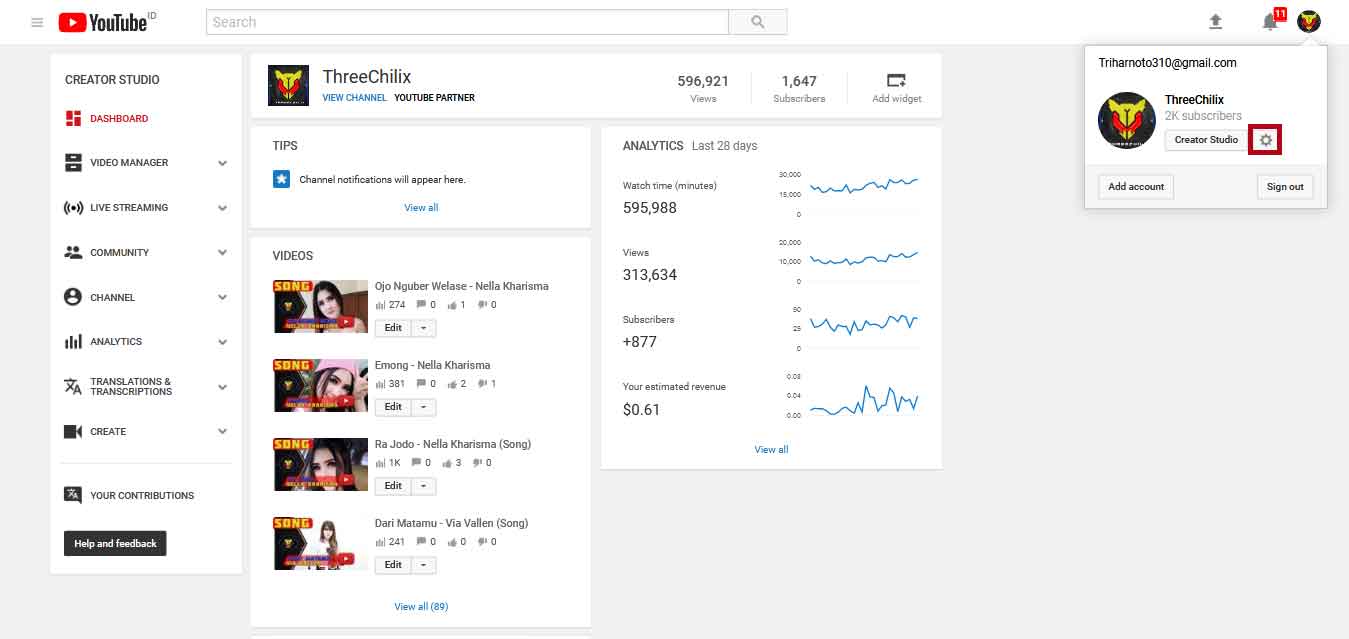 YouTube ID
Search
11
CREATOR STUDIO
DASHBOARD
VIDEO MANAGER
LIVE STREAMING
COMMUNITY
CHANNEL
ANALYTICS
TRANSLATIONS &
TRANSCRIPTIONS
CREATE
YOUR CONTRIBUTIONS
Help and feedback
ThreeChilix
VIEW CHANNEL YOUTUBE PARTNER
596,921
Views
1,647
Subscribers
Add widget
TIPS
Channel notifications will appear here.
View all
VIDEOS
SONG
Ojo Nguber Welase - Nella Kharisma
274 0 1 0
Edit
SONG
Emong - Nella Kharisma
381 0 2 1
Edit
SONG
Ra Jodo - Nella Kharisma (Song)
1K 0 3 0
Edit
SONG
Dari Matamu - Via Vallen (Song)
241 0 0 0
Edit
View all (89)
ANALYTICS Last 28 days
Watch time (minutes)
595,988
30,000
15,000
0
Views
313,634
20,000
10,000
0
Subscribers
+877
50
25
0
Your estimated revenue
$0.61
0.08
0.04
0.00
View all
Triharnoto310@gmail.com
ThreeChilix
2K subscribers
Creator Studio
Add account
Sign out